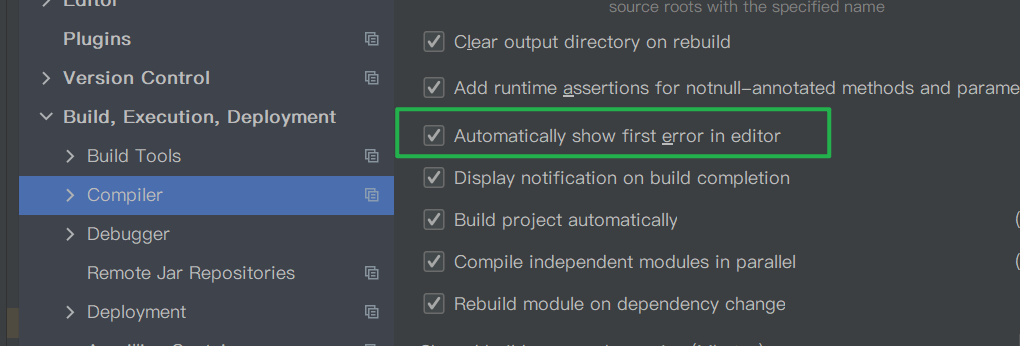 Editor
Plugins
Version Control
Build, Execution, Deployment
Build Tools
Compiler
Debugger
Remote Jar Repositories
Deployment
source roots with the specified name
Clear output directory on rebuild
Add runtime assertions for notnull-annotated methods and parame
Automatically show first error in editor
Display notification on build completion
Build project automatically
(
Compile independent modules in parallel
(
Rebuild module on dependency change